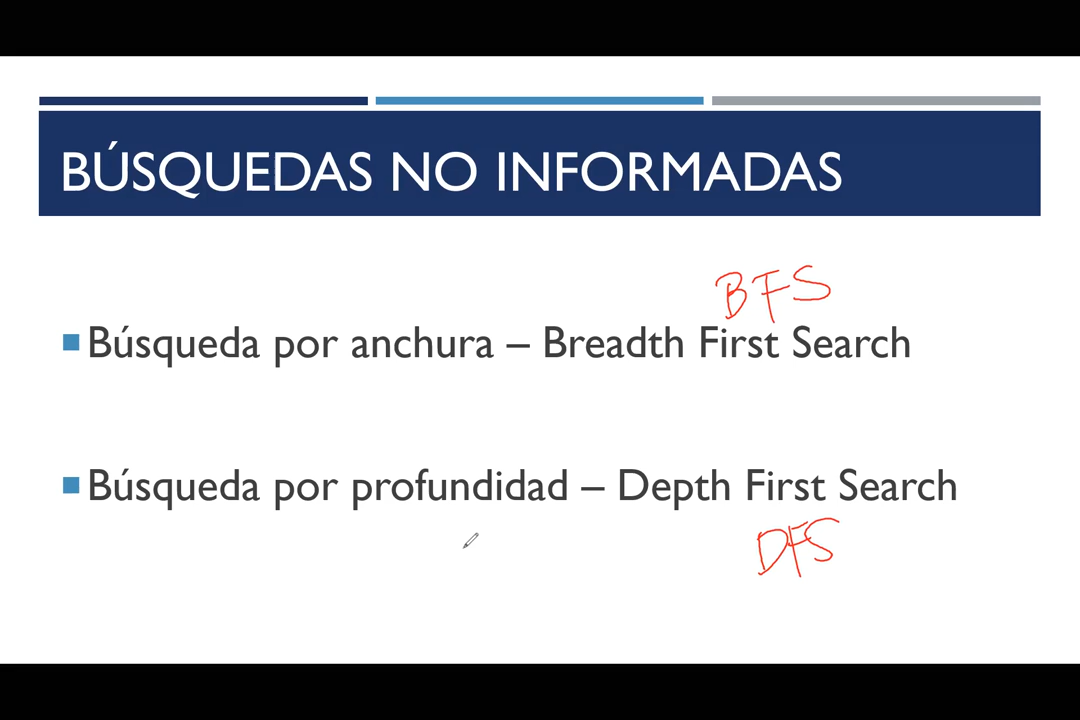 BÚSQUEDAS NO INFORMADAS
BFS
Búsqueda por anchura – Breadth First Search
Búsqueda por profundidad – Depth First Search
DFS